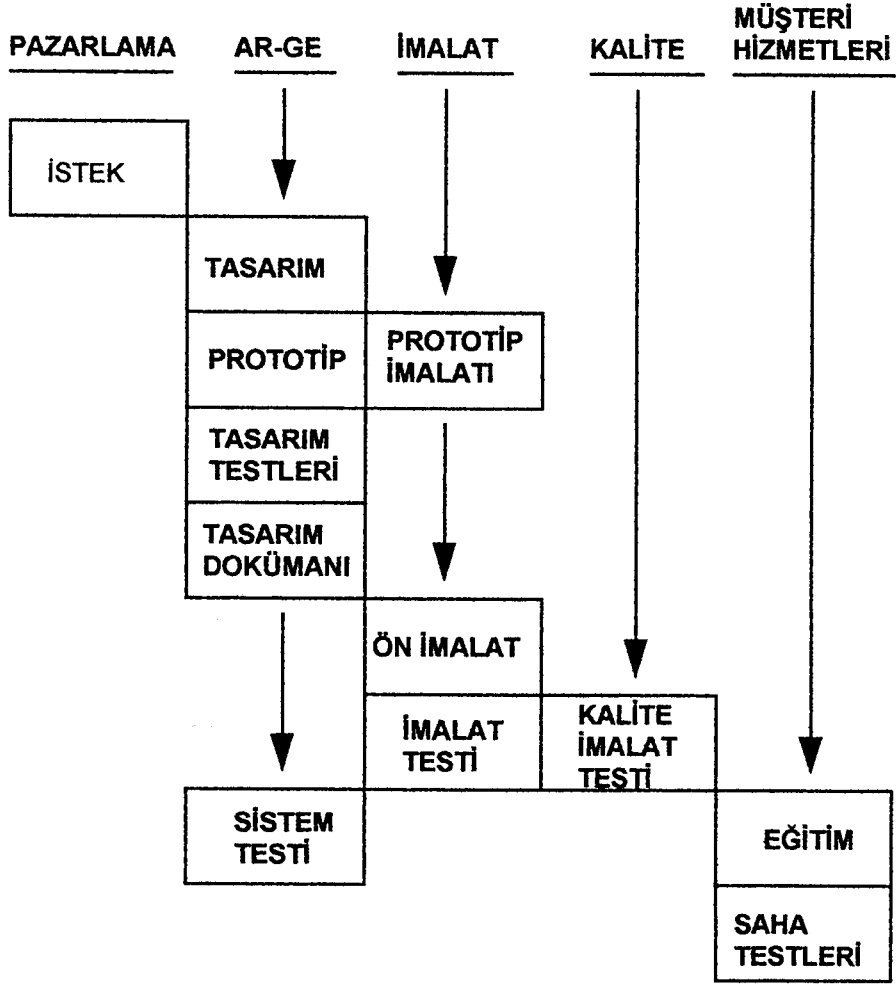 PAZARLAMA
AR-GE
İMALAT
KALİTE
MÜŞTERİ
HİZMETLERİ
İSTEK
TASARIM
PROTOTİP
PROTOTİP
İMALATI
TASARIM
TESTLERİ
TASARIM
DOKÜMANI
ÖN İMALAT
İMALAT
TESTİ
KALİTE
İMALAT
TESTİ
SİSTEM
TESTİ
EĞİTİM
SAHA
TESTLERİ